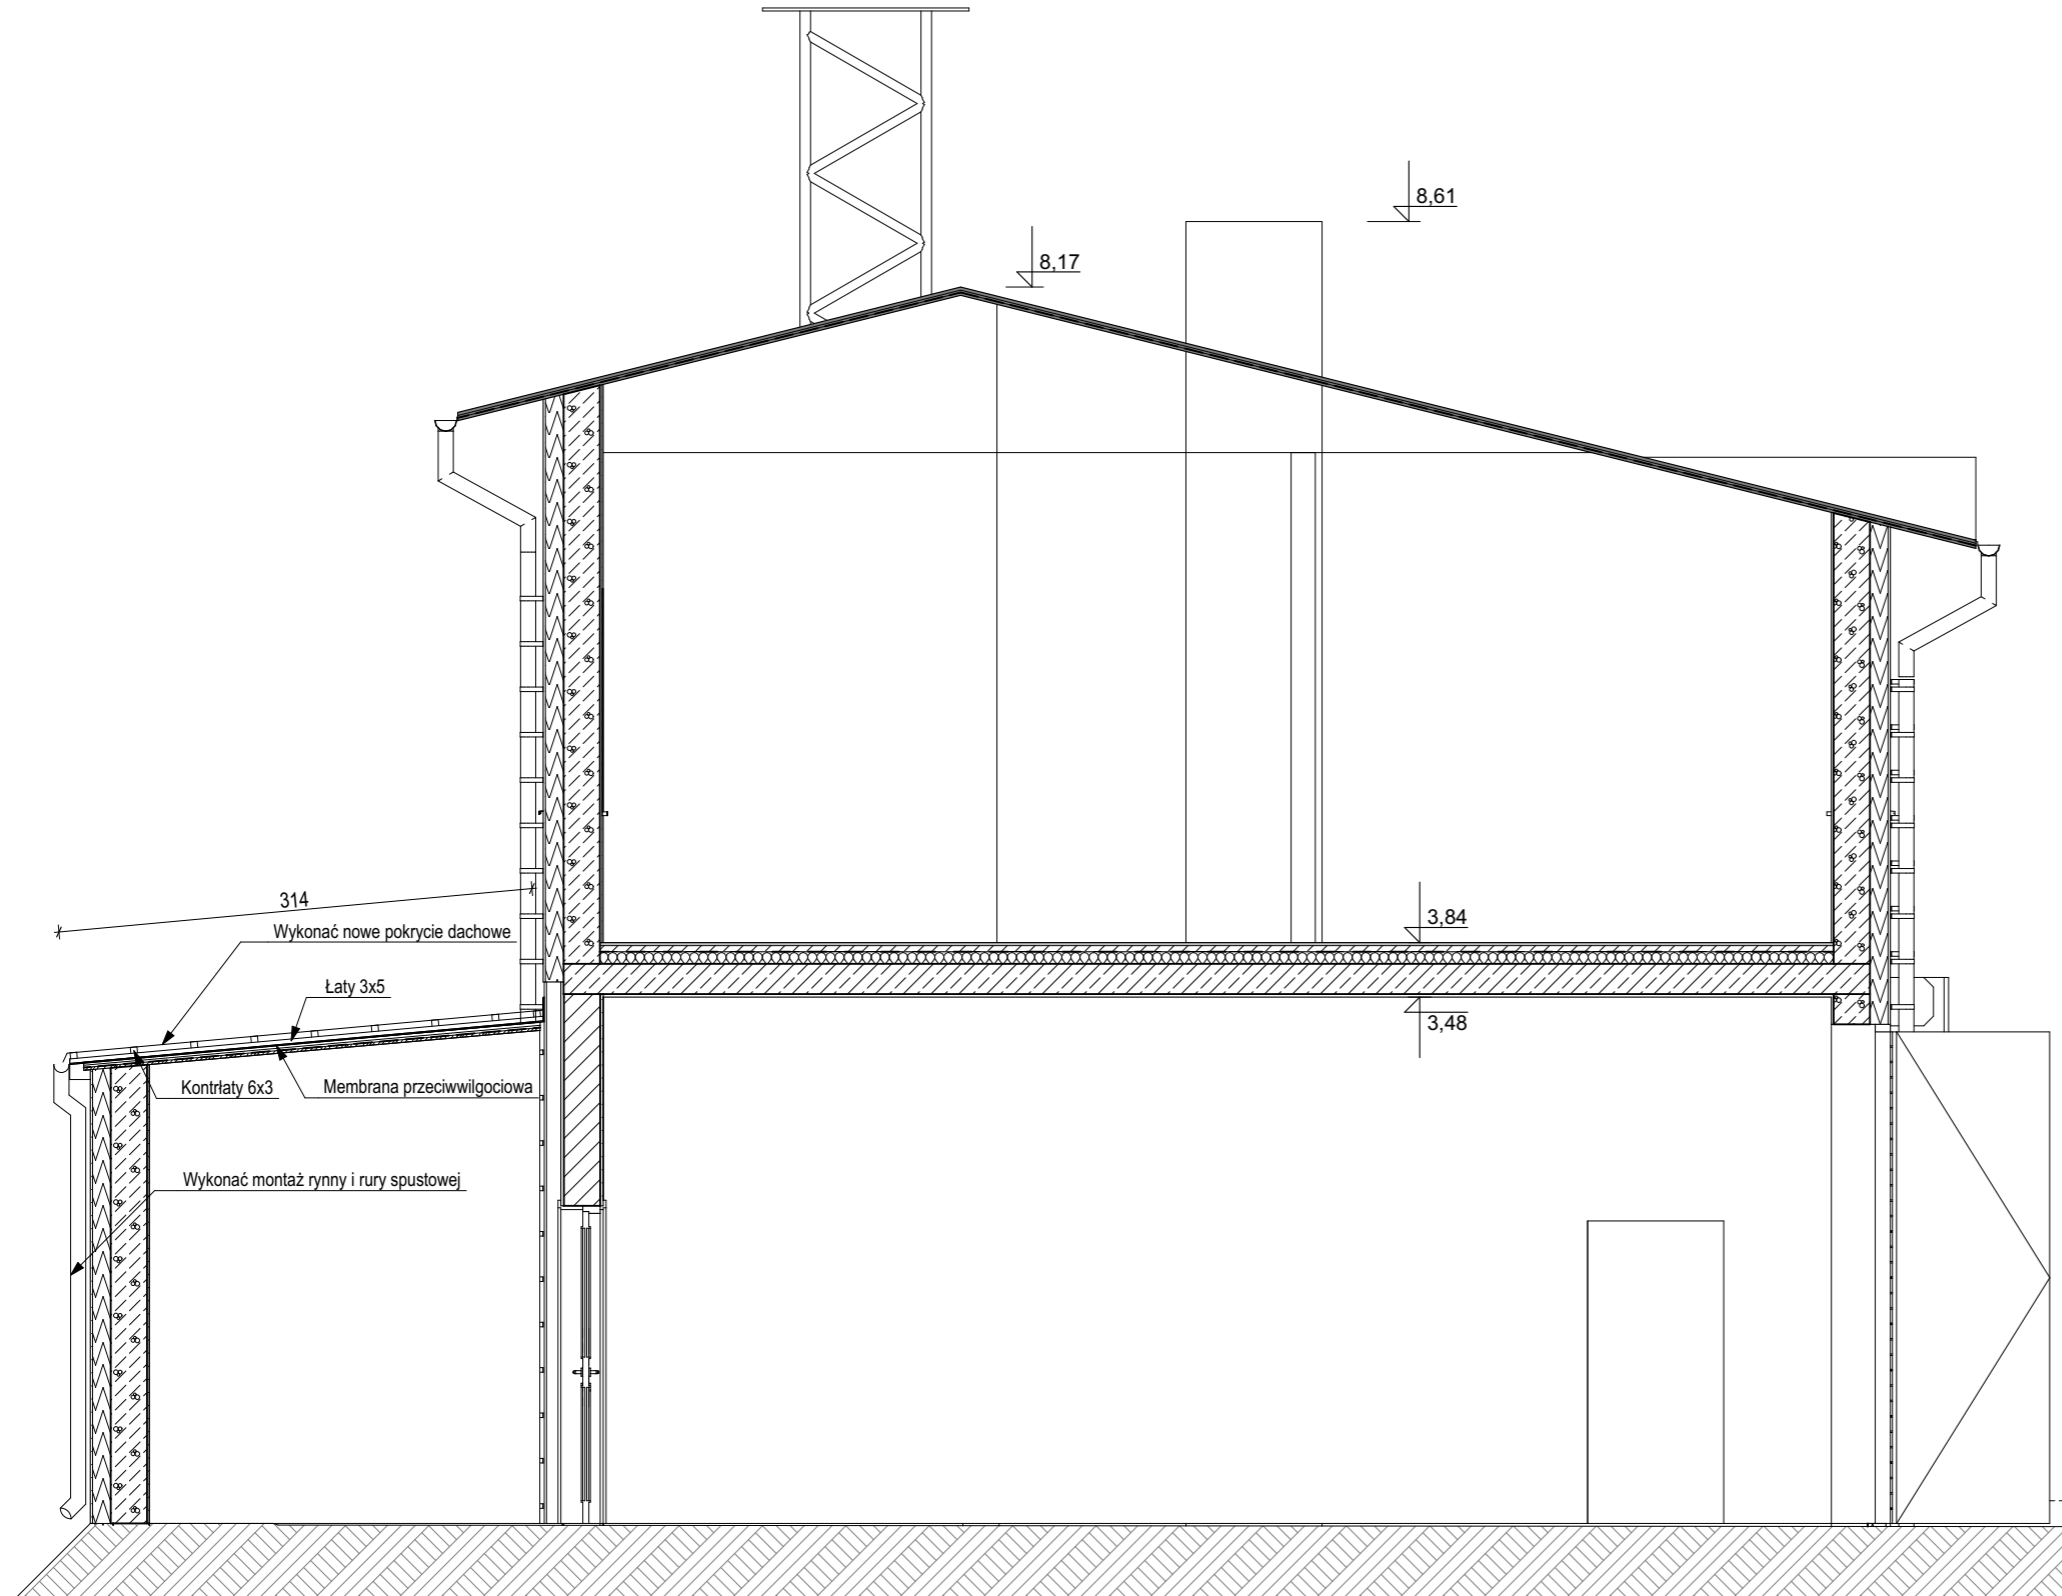 8,61
8,17
314
Wykonać nowe pokrycie dachowe
3,84
Łaty 3x5
3,48
Kontrłaty 6x3
Membrana przeciwwilgociowa
Wykonać montaż rynny i rury spustowej